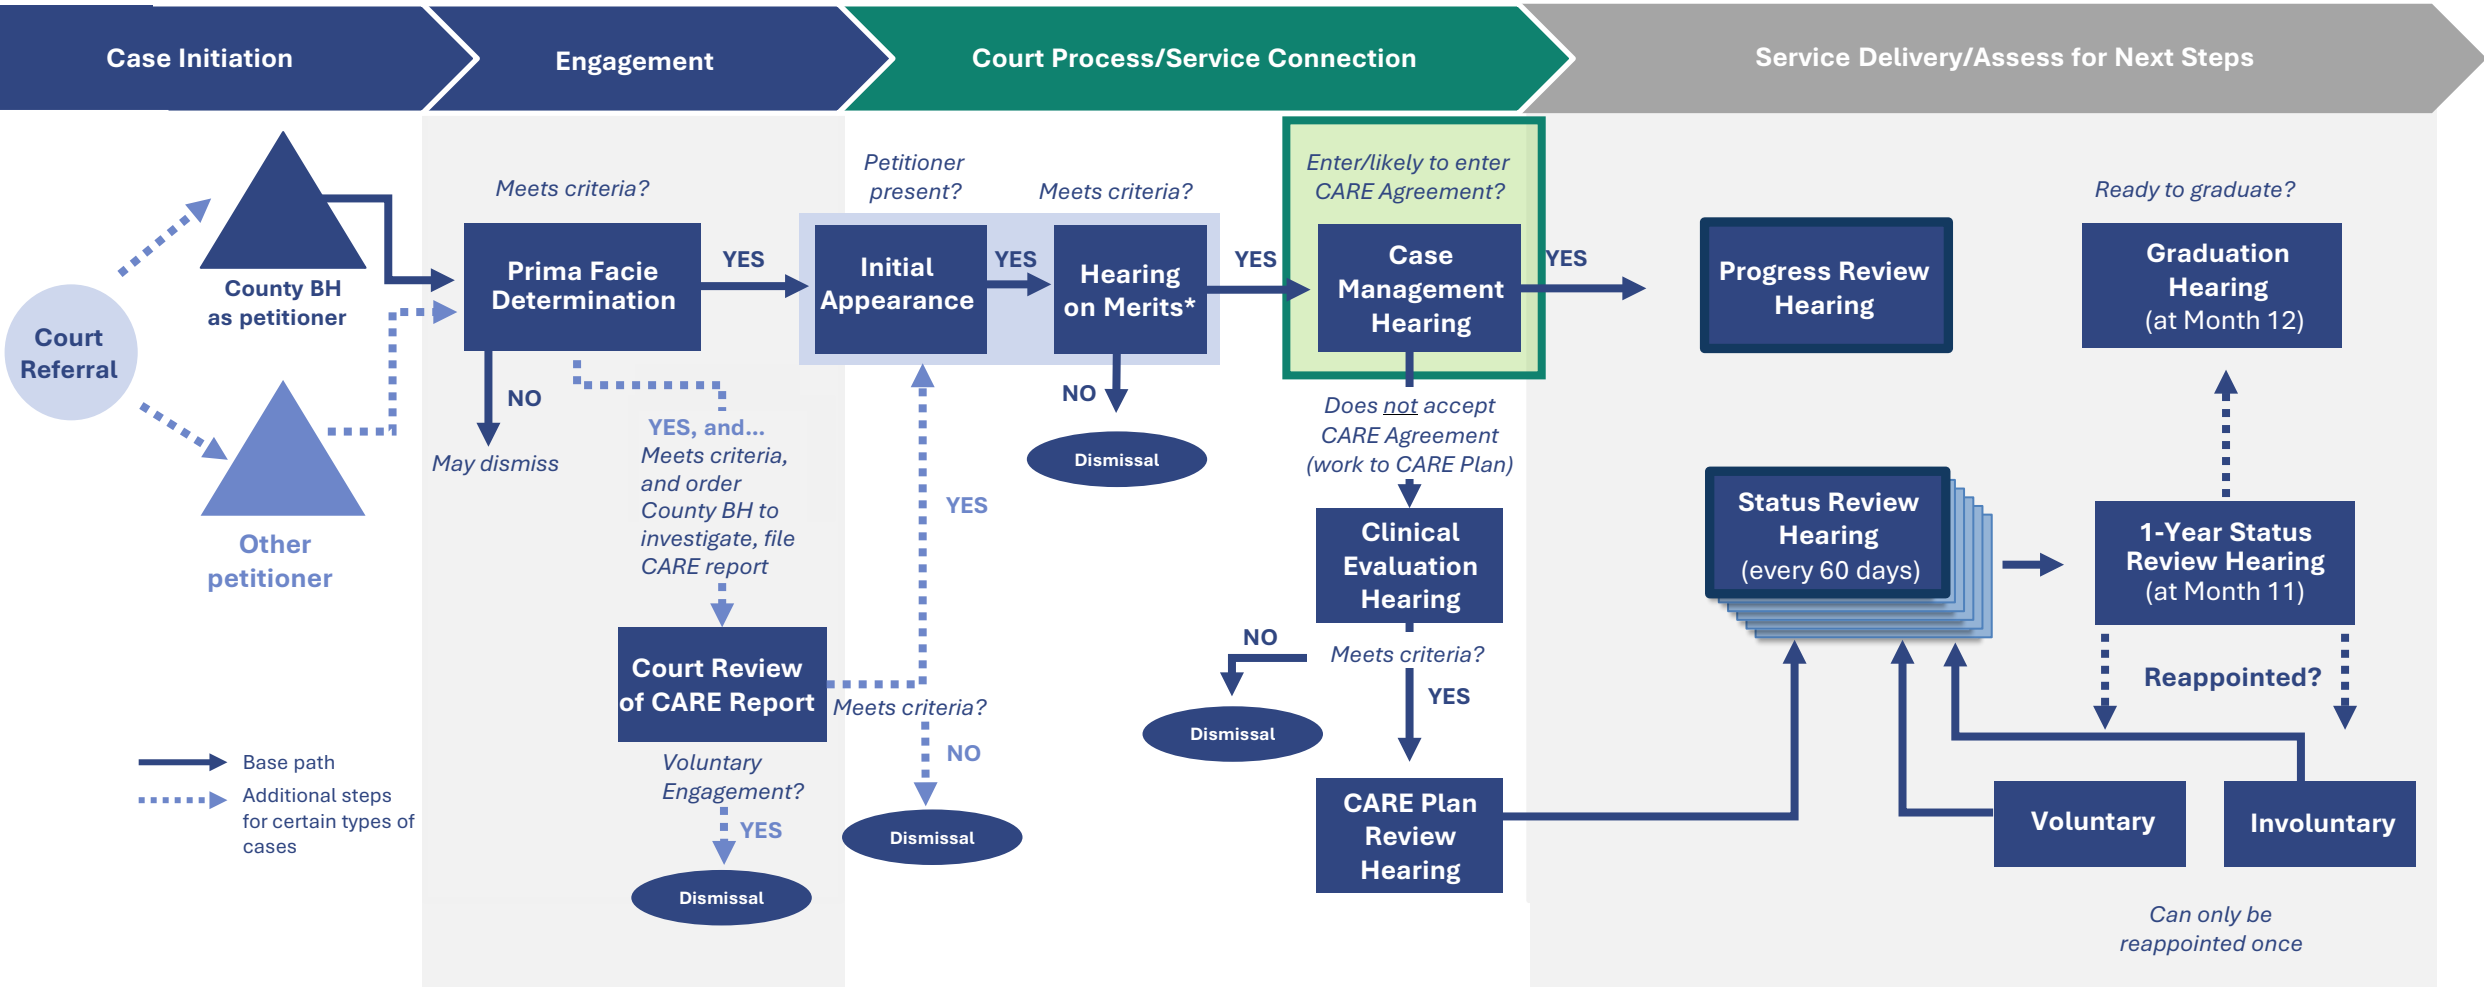 Case Initiation
Engagement
Court Process/Service Connection
Service Delivery/Assess for Next Steps
Court
Referral
County BH
as petitioner
Other
petitioner
Base path
Additional steps
for certain types of
cases
Meets criteria?
Prima Facie
Determination
YES
NO
May dismiss
YES, and...
Meets criteria,
and order
County BH to
investigate, file
CARE report
Court Review
of CARE Report
Voluntary
Engagement?
YES
Dismissal
Meets criteria?
YES
NO
Dismissal
Petitioner
present?
Initial
Appearance
YES
Meets criteria?
Hearing
on Merits*
YES
NO
Dismissal
Enter/likely to enter
CARE Agreement?
Case
Management
Hearing
YES
Does not accept
CARE Agreement
(work to CARE Plan)
Clinical
Evaluation
Hearing
Meets criteria?
NO
Dismissal
YES
CARE Plan
Review
Hearing
Progress Review
Hearing
Status Review
Hearing
(every 60 days)
Ready to graduate?
Graduation
Hearing
(at Month 12)
1-Year Status
Review Hearing
(at Month 11)
Reappointed?
Voluntary
Involuntary
Can only be
reappointed once